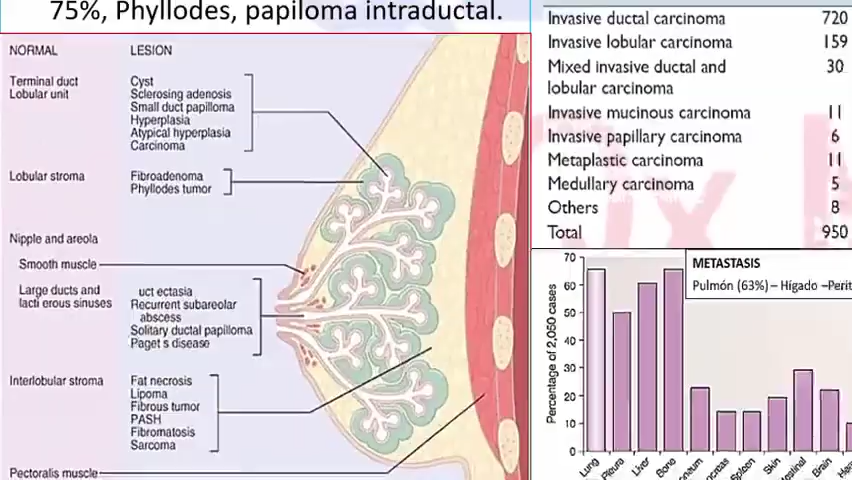 75%, Phyllodes, papiloma intraductal.
NORMAL LESION
Terminal duct
Lobular unit
Cyst
Sclerosing adenosis
Small duct papilloma
Hyperplasia
Atypical hyperplasia
Carcinoma
Lobular stroma
Fibroadenoma
Phyllodes tumor
Nipple and areola
Smooth muscle
Large ducts and
lacti erous sinuses
uct ectasia
Recurrent subareolar
abscess
Solitary ductal papilloma
Paget s disease
Interlobular stroma
Fat necrosis
Lipoma
Fibrous tumor
PASH
Fibromatosis
Sarcoma
Pectoralis muscle
Invasive ductal carcinoma 720
Invasive lobular carcinoma 159
Mixed invasive ductal and 30
lobular carcinoma
Invasive mucinous carcinoma 11
Invasive papillary carcinoma 6
Metaplastic carcinoma 11
Medullary carcinoma 5
Others 8
Total 950
METASTASIS
Pulmón (63%) – Hígado –Perit
Percentage of 2,050 cases
70
60
50
40
30
20
10
0
Lung
Pleura
Liver
Bone
Spleen
Skin
Brain